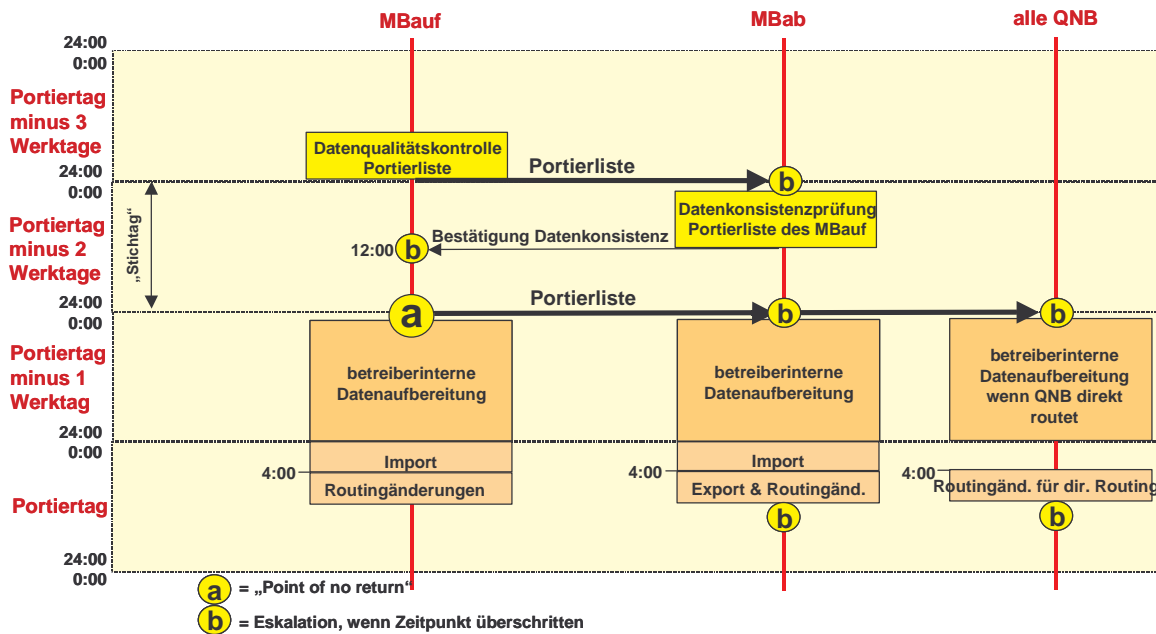 MBauf
MBab
alle QNB
24:00
0:00
Portiertag
minus 3
Werktage
Datenqualitätskontrolle
Portierliste
Portierliste
b
24:00
0:00
„Stichtag“
Portiertag
minus 2
Werktage
Datenkonsistenzprüfung
Portierliste des MBauf
12:00
b
Bestätigung Datenkonsistenz
24:00
0:00
a
Portierliste
b
b
Portiertag
minus 1
Werktag
betreiberinterne
Datenaufbereitung
betreiberinterne
Datenaufbereitung
betreiberinterne
Datenaufbereitung
wenn QNB direkt
routet
24:00
0:00
Portiertag
Import
4:00
Routingänderungen
Import
4:00
Export & Routingänd.
b
4:00
Routingänd. für dir. Routing
b
24:00
0:00
a = „Point of no return“
b = Eskalation, wenn Zeitpunkt überschritten